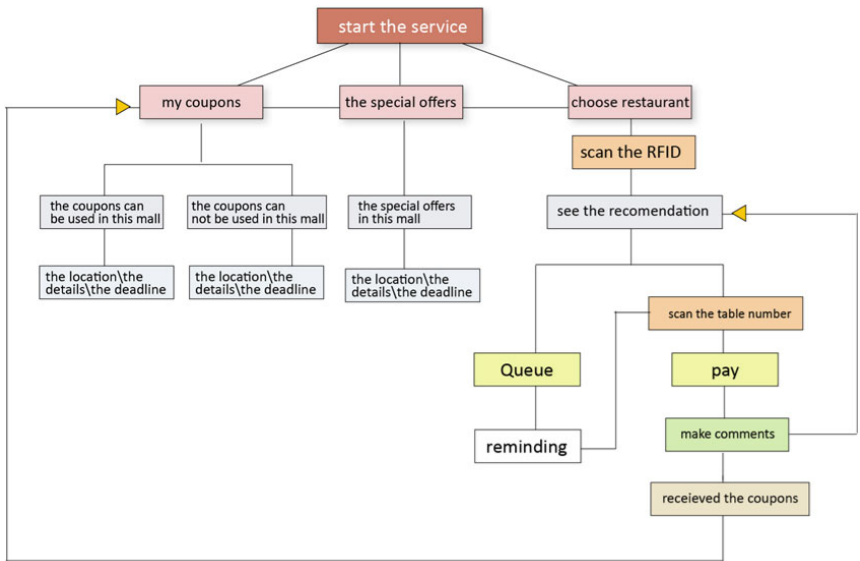 start the service
my coupons
the special offers
choose restaurant
scan the RFID
the coupons can
be used in this mall
the coupons can
not be used in this mall
the special offers
in this mall
see the recomendation
the location\the
details\the deadline
the location\the
details\the deadline
the location\the
details\the deadline
scan the table number
Queue
pay
reminding
make comments
receieved the coupons